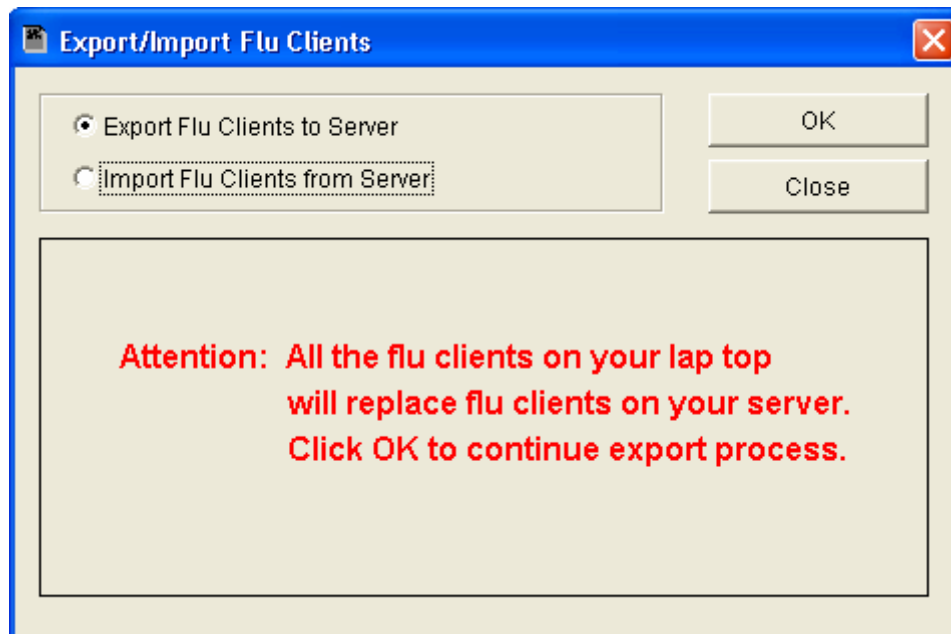 Export/Import Flu Clients
Export Flu Clients to Server
OK
Import Flu Clients from Server
Close
Attention: All the flu clients on your lap top
will replace flu clients on your server.
Click OK to continue export process.